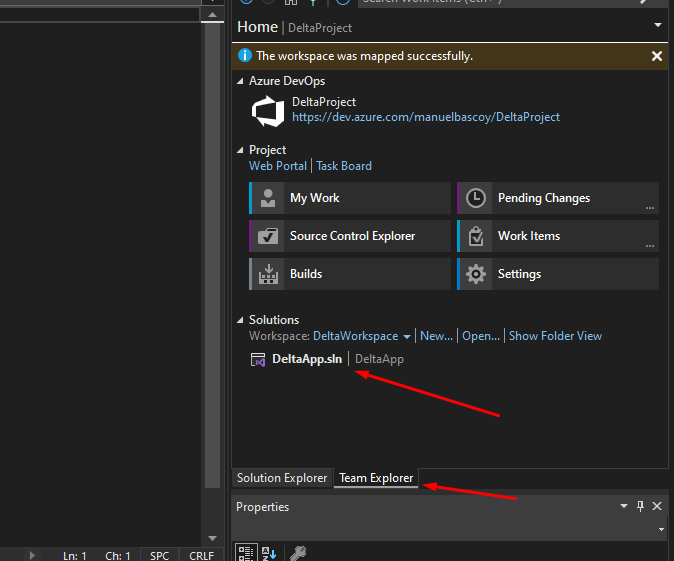 Search Work Items (Ctrl+')
Home | DeltaProject
The workspace was mapped successfully.
Azure DevOps
DeltaProject
https://dev.azure.com/manuelbascoy/DeltaProject
Project
Web Portal | Task Board
My Work
Pending Changes
...
Source Control Explorer
Work Items
...
Builds
Settings
Solutions
Workspace: DeltaWorkspace | New... | Open... | Show Folder View
DeltaApp.sln | DeltaApp
Solution Explorer Team Explorer
Properties
Ln: 1 Ch: 1 SPC CRLF